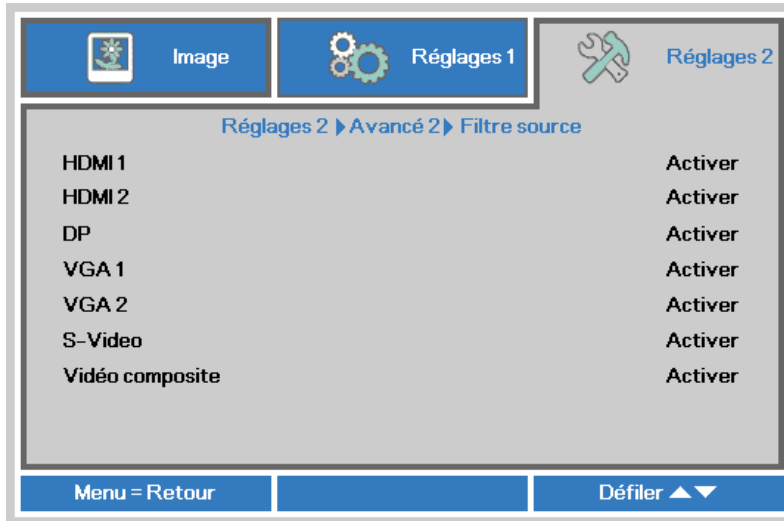 Image
Réglages 1
Réglages 2
Réglages 2 ▶ Avancé 2 ▶ Filtre source
HDMI 1 Activer
HDMI 2 Activer
DP Activer
VGA 1 Activer
VGA 2 Activer
S-Video Activer
Vidéo composite Activer
Menu = Retour
Défiler ▲▼